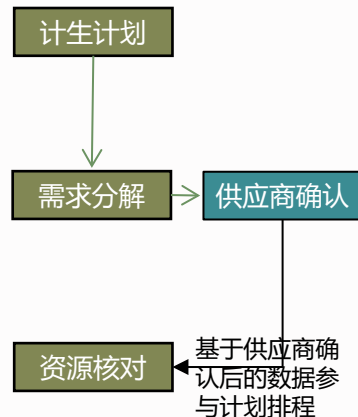 计生计划
需求分解
供应商确认
资源核对
基于供应商确
认后的数据参
与计划排程